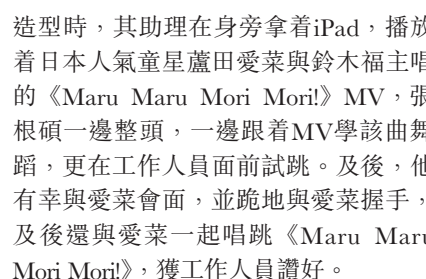 造型時，其助理在身旁拿着iPad，播放
着日本人氣童星蘆田愛菜與鈴木福主唱
的《Maru Maru Mori Mori!》MV，張
根碩一邊整頭，一邊跟着MV學該曲舞
蹈，更在工作人員面前試跳。及後，他
有幸與愛菜會面，並跪地與愛菜握手，
及後還與愛菜一起唱跳《Maru Maru
Mori Mori!》，獲工作人員讚好。